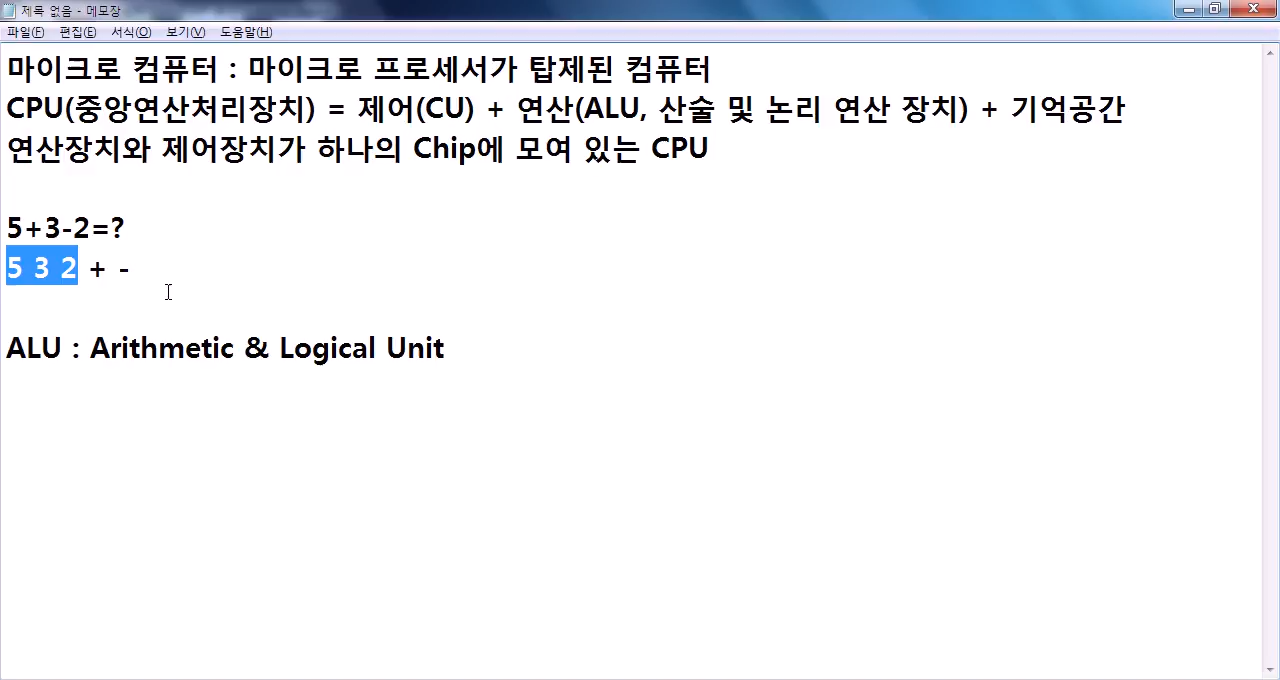 제목 없음 - 메모장
파일(F) 편집(E) 서식(O) 보기(V) 도움말(H)
마이크로 컴퓨터 : 마이크로 프로세서가 탑제된 컴퓨터
CPU(중앙연산처리장치) = 제어(CU) + 연산(ALU, 산술 및 논리 연산 장치) + 기억공간
연산장치와 제어장치가 하나의 Chip에 모여 있는 CPU
5+3-2=?
5 3 2 + -
ALU : Arithmetic & Logical Unit